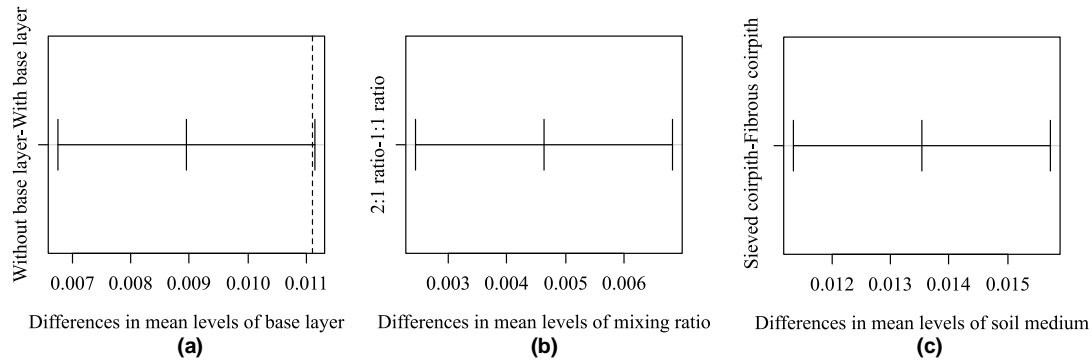 Without base layer-With base layer
0.007 0.008 0.009 0.010 0.011
Differences in mean levels of base layer
(a)
2:1 ratio-1:1 ratio
0.003 0.004 0.005 0.006
Differences in mean levels of mixing ratio
(b)
Sieved coirpith-Fibrous coirpith
0.012 0.013 0.014 0.015
Differences in mean levels of soil medium
(c)